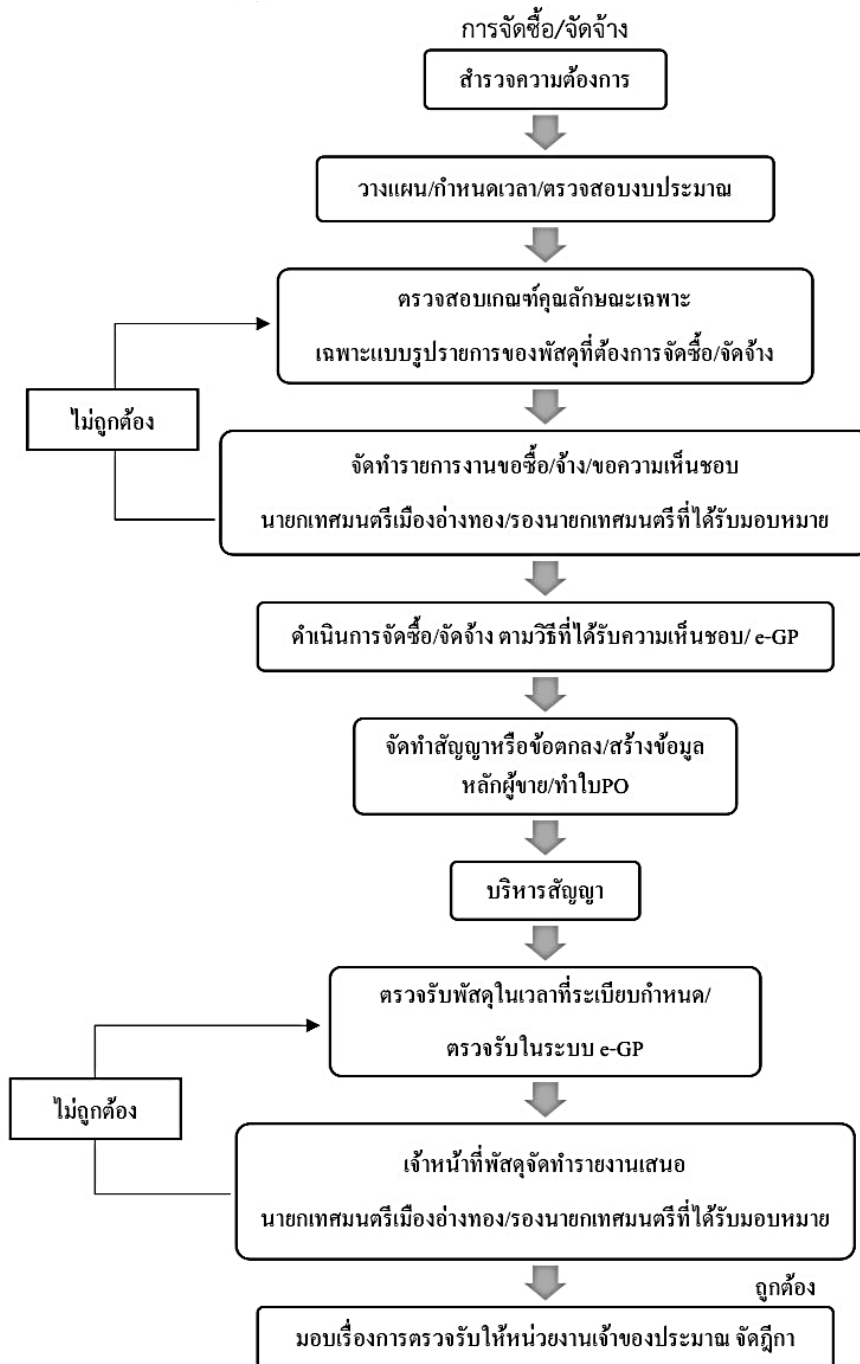 การจัดซื้อ/จัดจ้าง
สำรวจความต้องการ
วางแผน/กำหนดเวลา/ตรวจสอบงบประมาณ
ตรวจสอบเกณฑ์คุณลักษณะเฉพาะ
เฉพาะแบบรูปรายการของพัสดุที่ต้องการจัดซื้อ/จัดจ้าง
ไม่ถูกต้อง
จัดทำรายการงานขอซื้อ/จ้าง/ขอความเห็นชอบ
นายกเทศมนตรีเมืองอ่างทอง/รองนายกเทศมนตรีที่ได้รับมอบหมาย
ดำเนินการจัดซื้อ/จัดจ้าง ตามวิธีที่ได้รับความเห็นชอบ/ e-GP
จัดทำสัญญาหรือข้อตกลง/สร้างข้อมูล
หลักผู้ขาย/ทำใบPO
บริหารสัญญา
ตรวจรับพัสดุในเวลาที่ระเบียบกำหนด/
ตรวจรับในระบบ e-GP
ไม่ถูกต้อง
เจ้าหน้าที่พัสดุจัดทำรายงานเสนอ
นายกเทศมนตรีเมืองอ่างทอง/รองนายกเทศมนตรีที่ได้รับมอบหมาย
ถูกต้อง
มอบเรื่องการตรวจรับให้หน่วยงานเจ้าของประมาณ จัดฎีกา